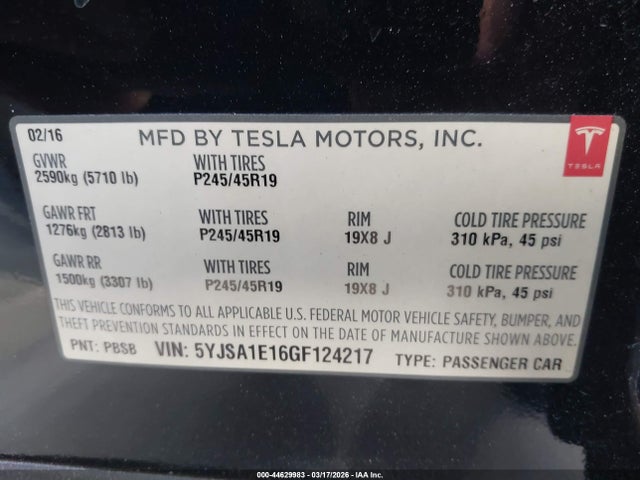 02/16 MFD BY TESLA MOTORS, INC.
GVWR WITH TIRES
2590kg (5710 lb) P245/45R19
TESLA
GAWR FRT WITH TIRES RIM COLD TIRE PRESSURE
1276kg (2813 lb) P245/45R19 19X8 J 310 kPa, 45 psi
GAWR RR WITH TIRES RIM COLD TIRE PRESSURE
1500kg (3307 lb) P245/45R19 19X8 J 310 kPa, 45 psi
THIS VEHICLE CONFORMS TO ALL APPLICABLE U.S. FEDERAL MOTOR VEHICLE SAFETY, BUMPER, AND
THEFT PREVENTION STANDARDS IN EFFECT ON THE DATE OF MANUFACTURE SHOWN ABOVE.
PNT: PBSB VIN: 5YJSA1E16GF124217 TYPE: PASSENGER CAR
000-44629983 - 03/17/2026 - IAA Inc.